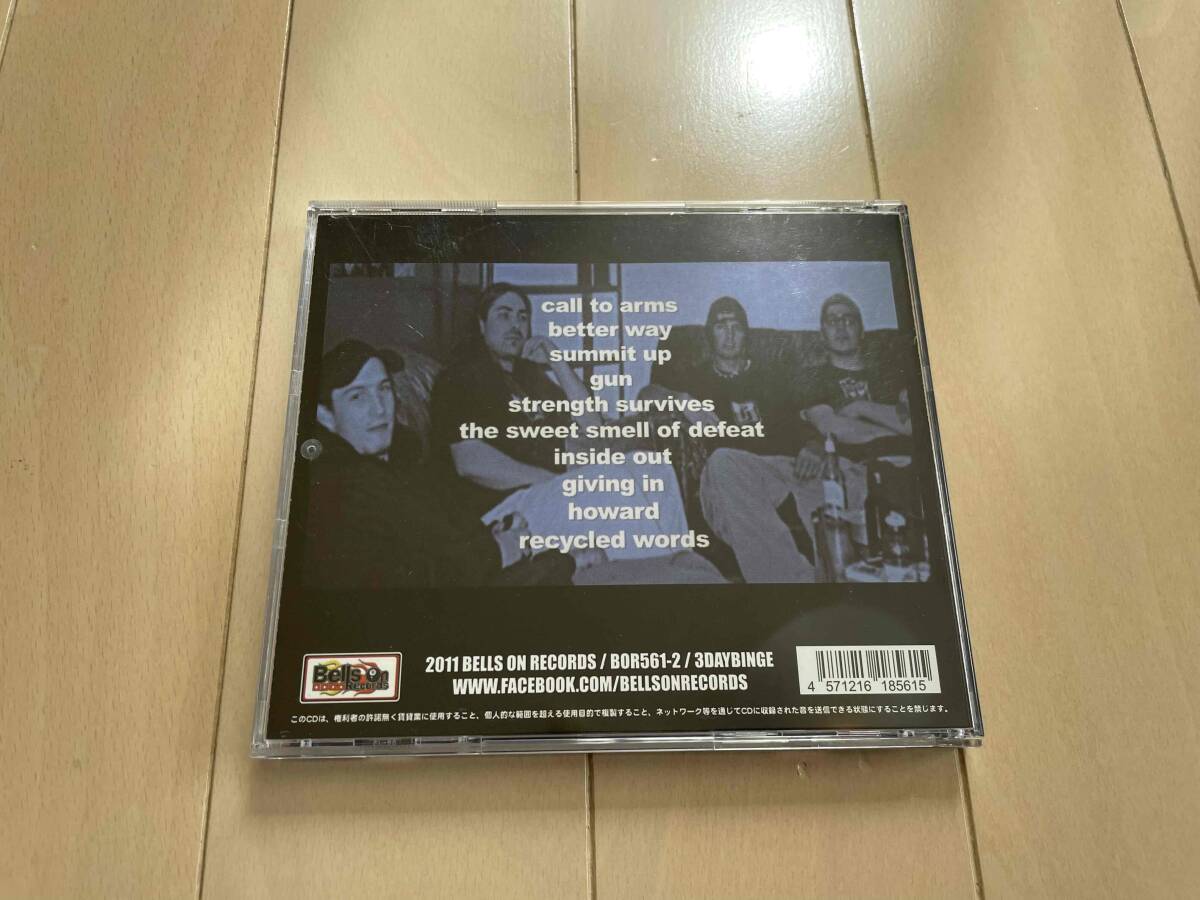 call to arms
better way
summit up
gun
strength survives
the sweet smell of defeat
inside out
giving in
howard
recycled words
Bells On
Records
2011 BELLS ON RECORDS / BOR561-2 / 3DAYBINGE
WWW.FACEBOOK.COM/BELLSONRECORDS
4 571216 185615
このCDは、権利者の許諾無く賃貸業に使用すること、個人的な範囲を超える使用目的で複製すること、ネットワーク等を通じてCDに収録された音を送信できる状態にすることを禁じます。